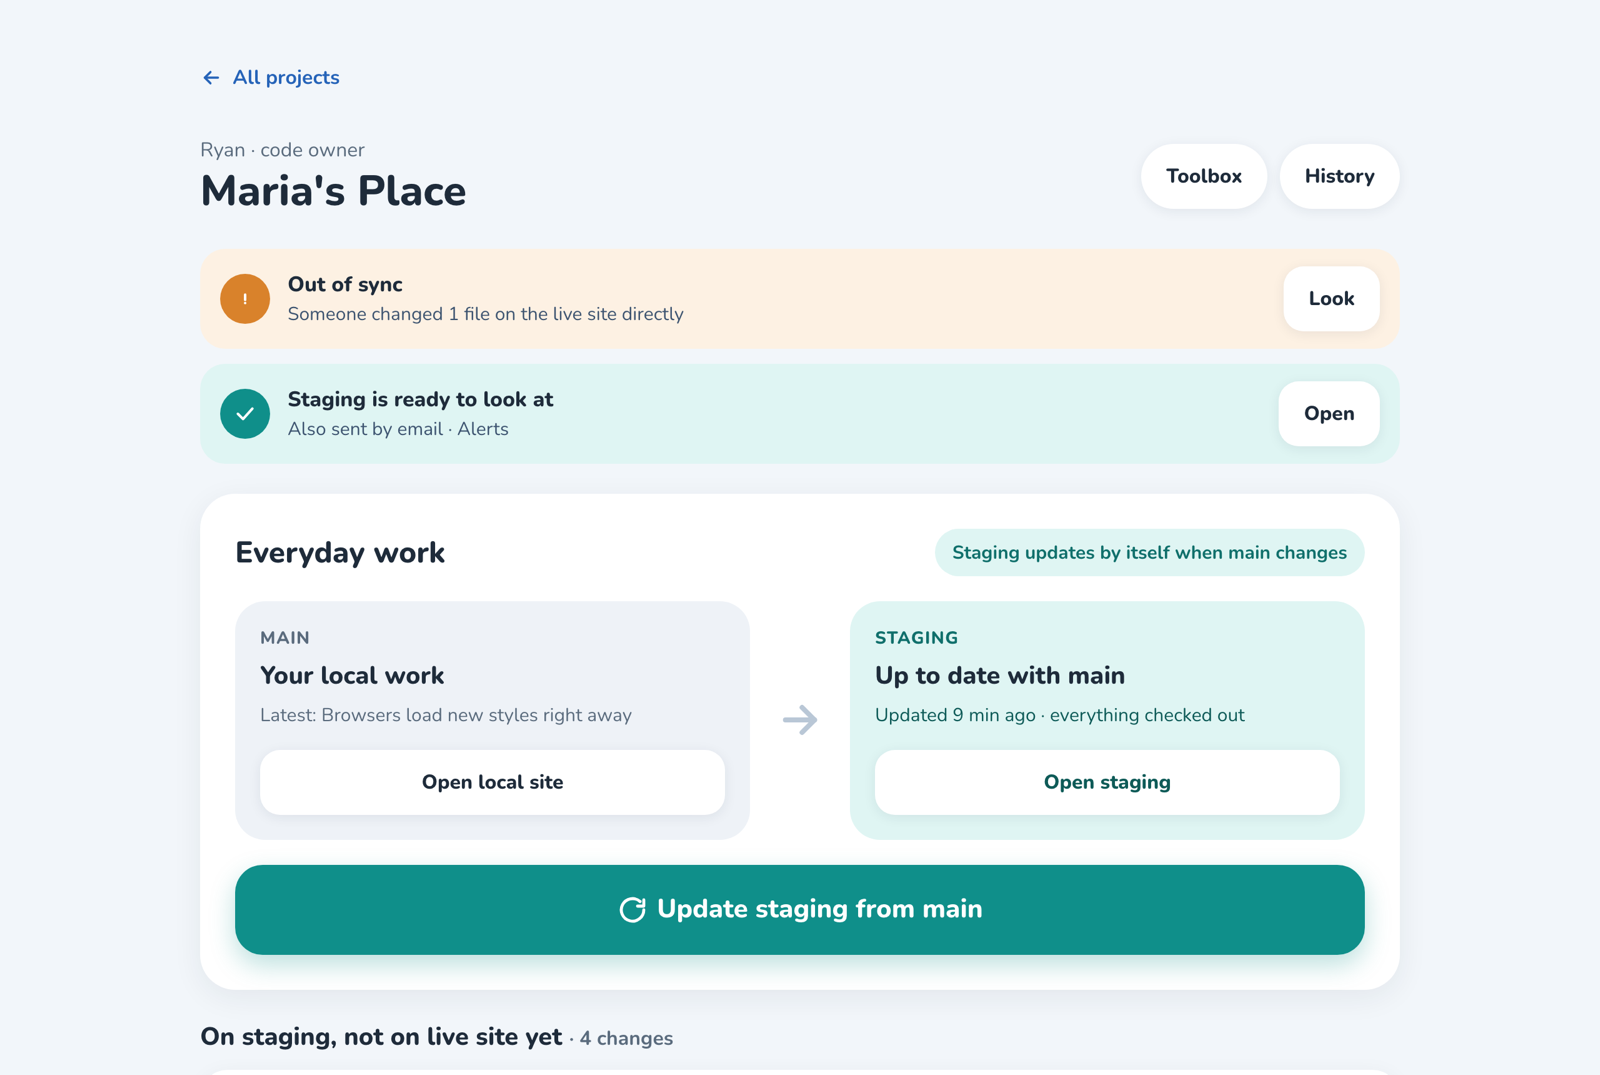 ← All projects
Ryan · code owner
Maria's Place
Toolbox
History
!
Out of sync
Someone changed 1 file on the live site directly
Look
Staging is ready to look at
Also sent by email · Alerts
Open
Everyday work
Staging updates by itself when main changes
MAIN
Your local work
Latest: Browsers load new styles right away
Open local site
→
STAGING
Up to date with main
Updated 9 min ago · everything checked out
Open staging
Update staging from main
On staging, not on live site yet · 4 changes